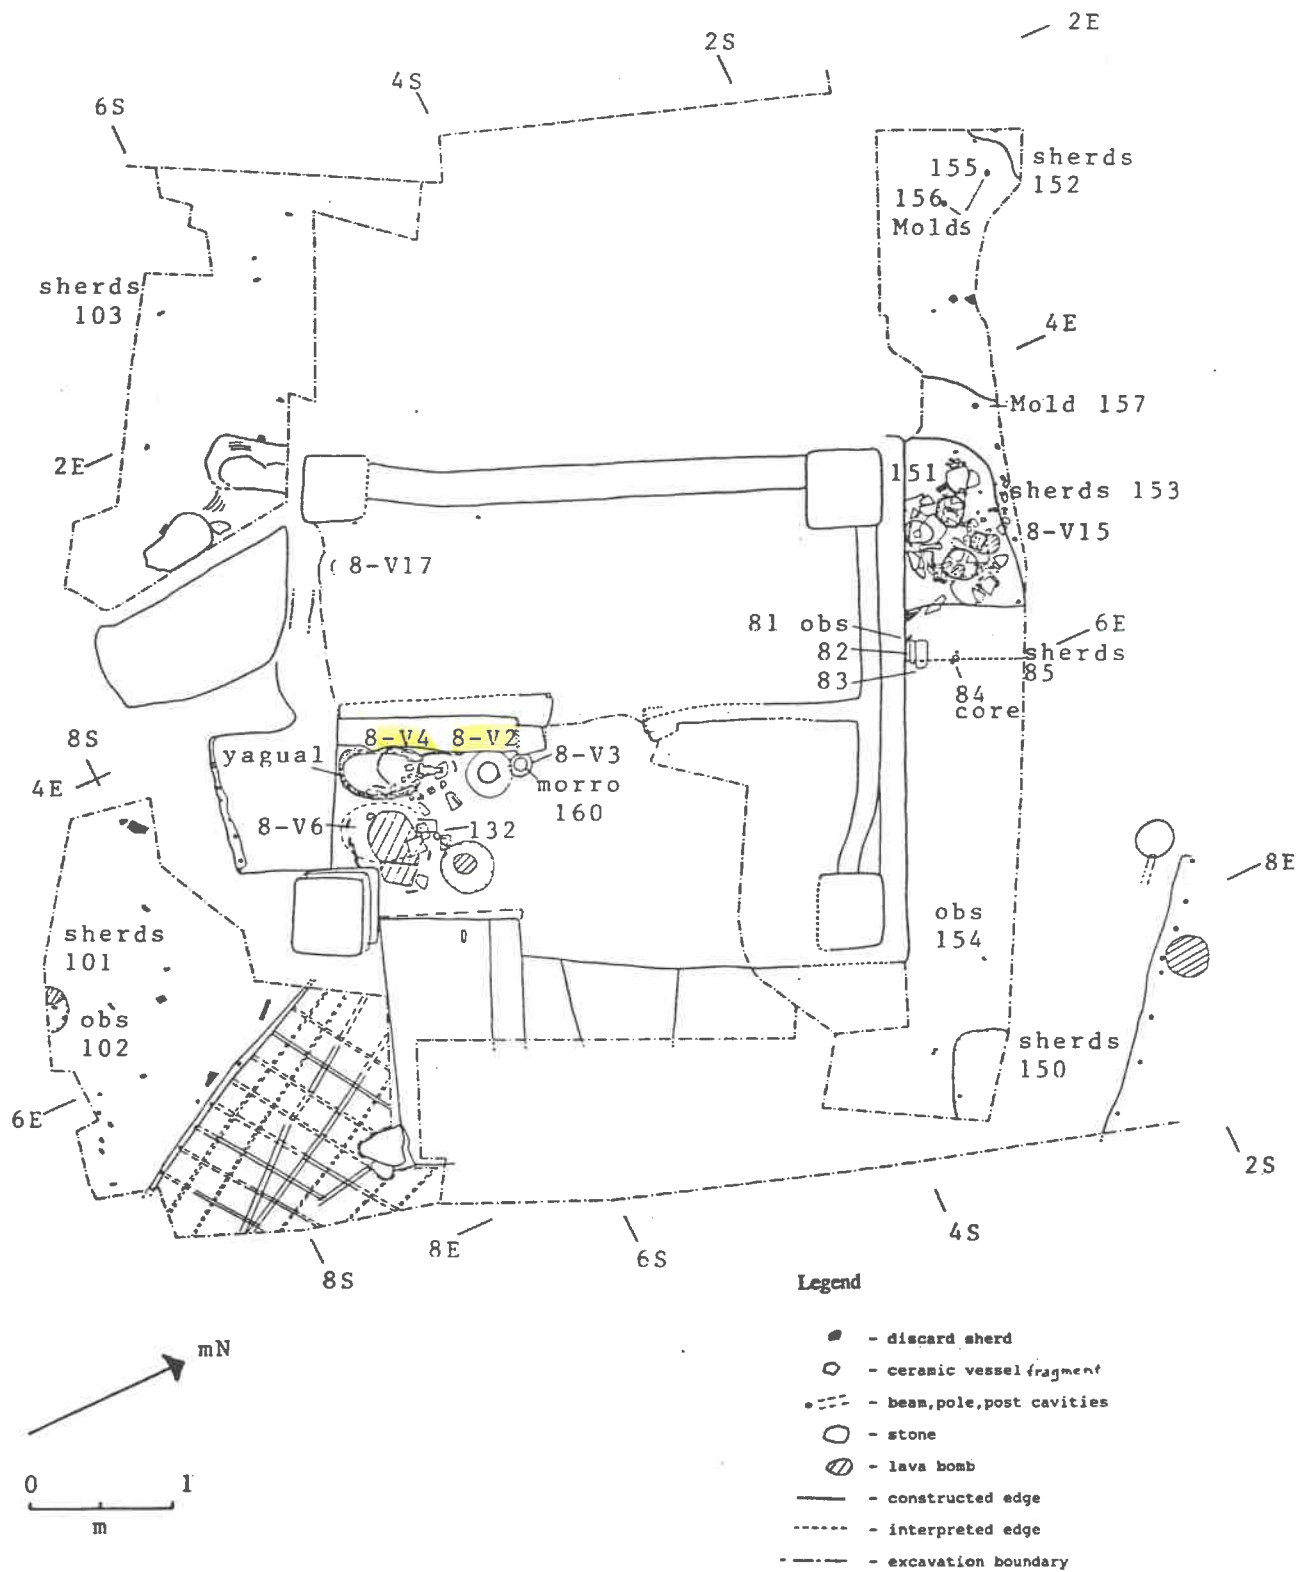 2E
2S
4S
6S
155
sherds
152
156
Molds
sherds
103
4E
Mold 157
2E
151
sherds 153
8-V15
8-V17
81 obs
6E
82
sherds
83
85
84
core
8-V4
8-V2
8S
yagual
8-V3
4E
morro
160
8-V6
132
8E
obs
154
sherds
101
obs
102
sherds
150
6E
2S
4S
8E
6S
8S
Legend
- discard sherd
- ceramic vessel fragment
- beam,pole,post cavities
- stone
- lava bomb
- constructed edge
- interpreted edge
- excavation boundary
mN
0 1
m